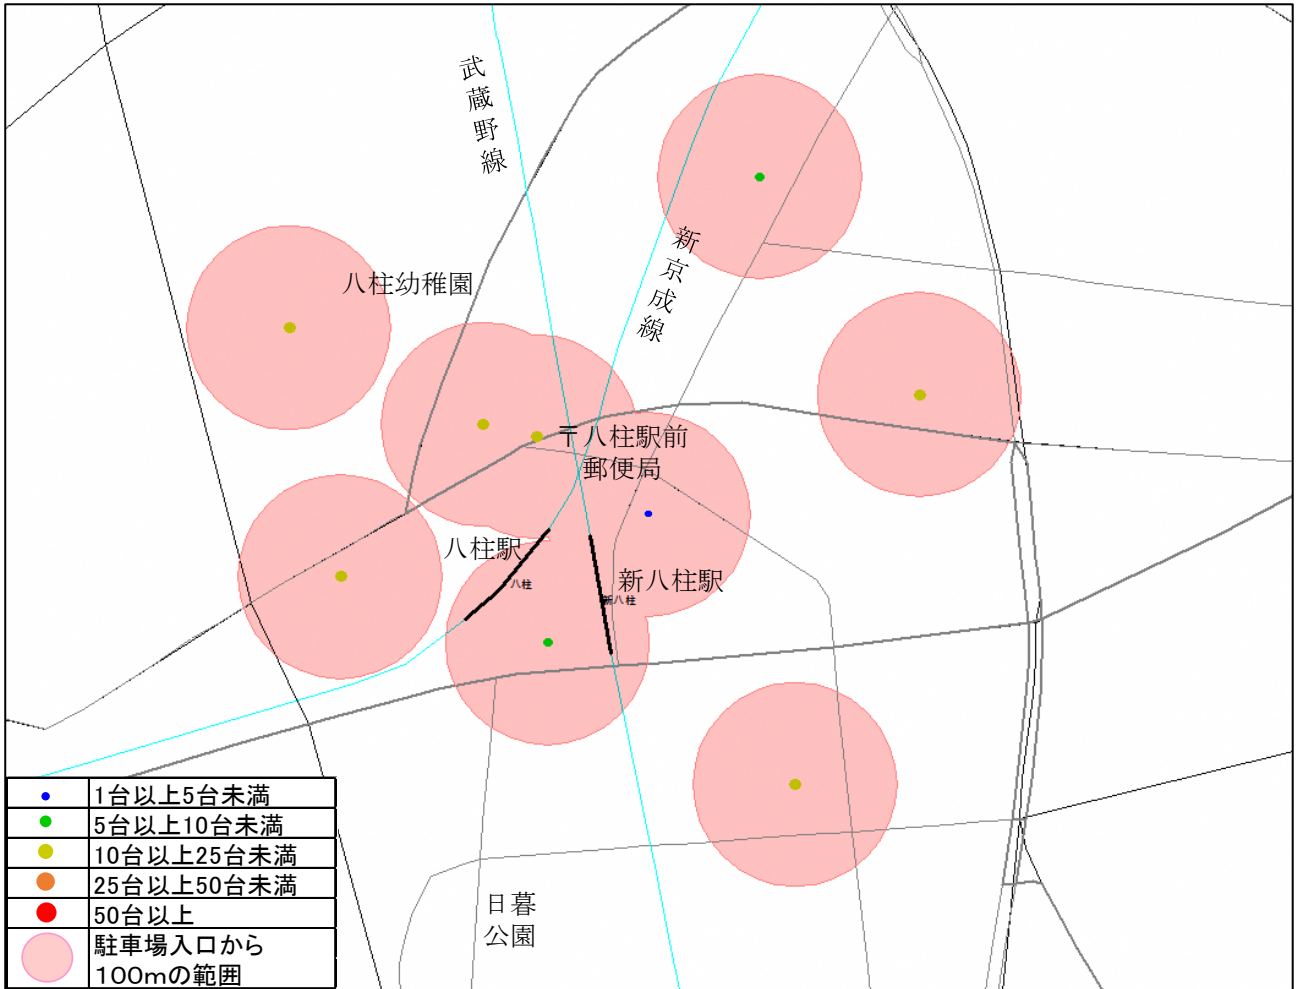 武蔵野線
新京成線
八柱幼稚園
〒八柱駅前
郵便局
八柱駅
八柱
新八柱駅
新八柱
1台以上5台未満
5台以上10台未満
10台以上25台未満
25台以上50台未満
50台以上
駐車場入口から
100mの範囲
日暮
公園